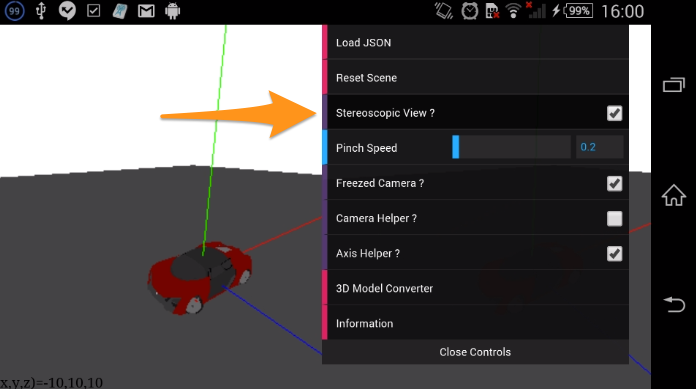 99
99%
16:00
Load JSON
Reset Scene
Stereoscopic View ?
Pinch Speed 0.2
Freezed Camera ?
Camera Helper ?
Axis Helper ?
3D Model Converter
Information
Close Controls
x,y,z)=-10,10,10